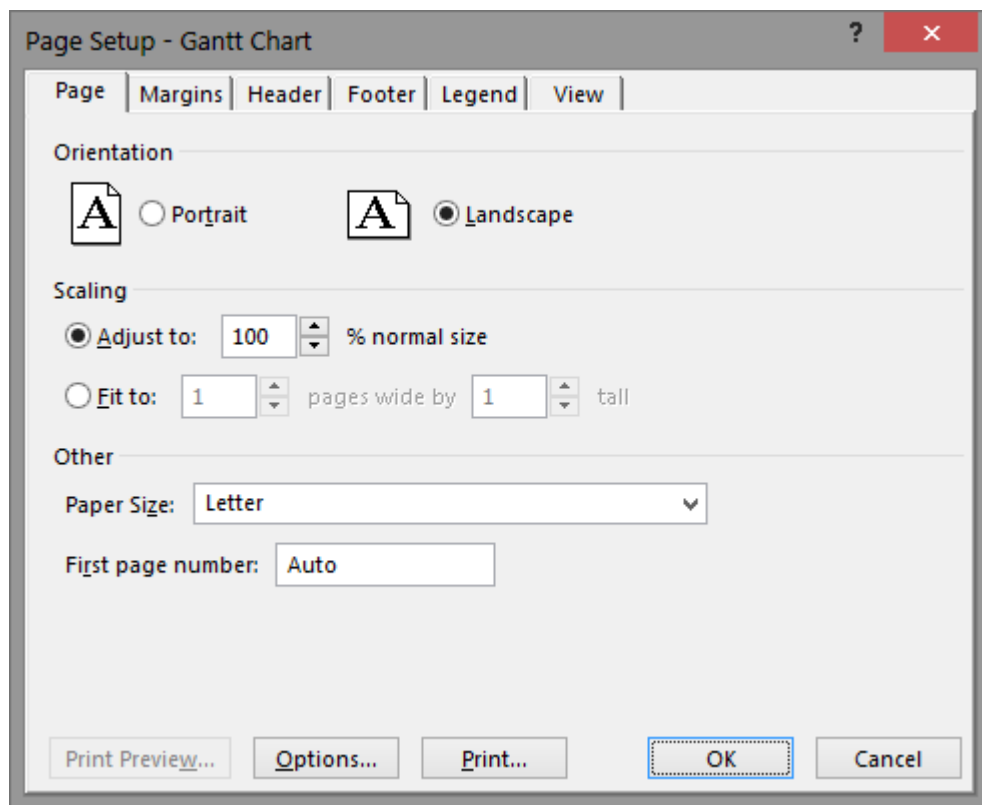 Page Setup - Gantt Chart ? ×
Page Margins Header Footer Legend View
Orientation
A Portrait A Landscape
Scaling
Adjust to: 100 % normal size
Fit to: 1 pages wide by 1 tall
Other
Paper Size: Letter
First page number: Auto
Print Preview... Options... Print... OK Cancel